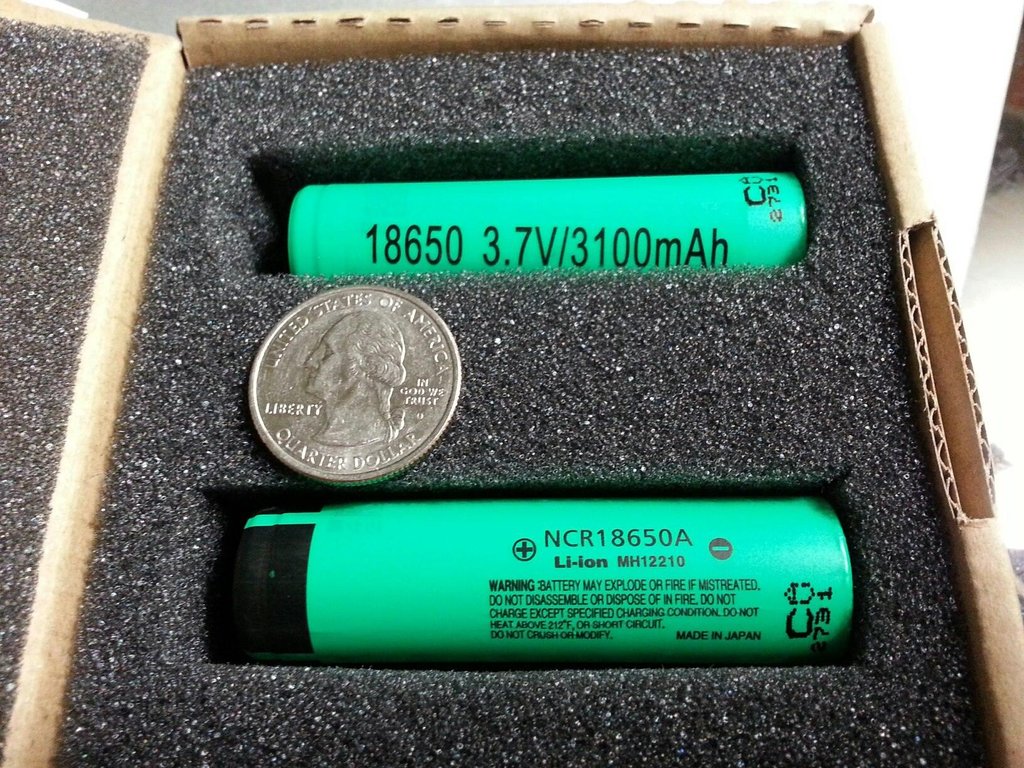 18650 3.7V/3100mAh
2731
UNITED STATES OF AMERICA
LIBERTY
IN
GOD WE
TRUST
QUARTER DOLLAR
NCR18650A
Li-ion MH12210
WARNING :BATTERY MAY EXPLODE OR FIRE IF MISTREATED.
DO NOT DISASSEMBLE OR DISPOSE OF IN FIRE, DO NOT
CHARGE EXCEPT SPECIFIED CHARGING CONDITION, DO NOT
HEAT ABOVE 212°F, OR SHORT CIRCUIT.
DO NOT CRUSH OR MODIFY.
MADE IN JAPAN
2731